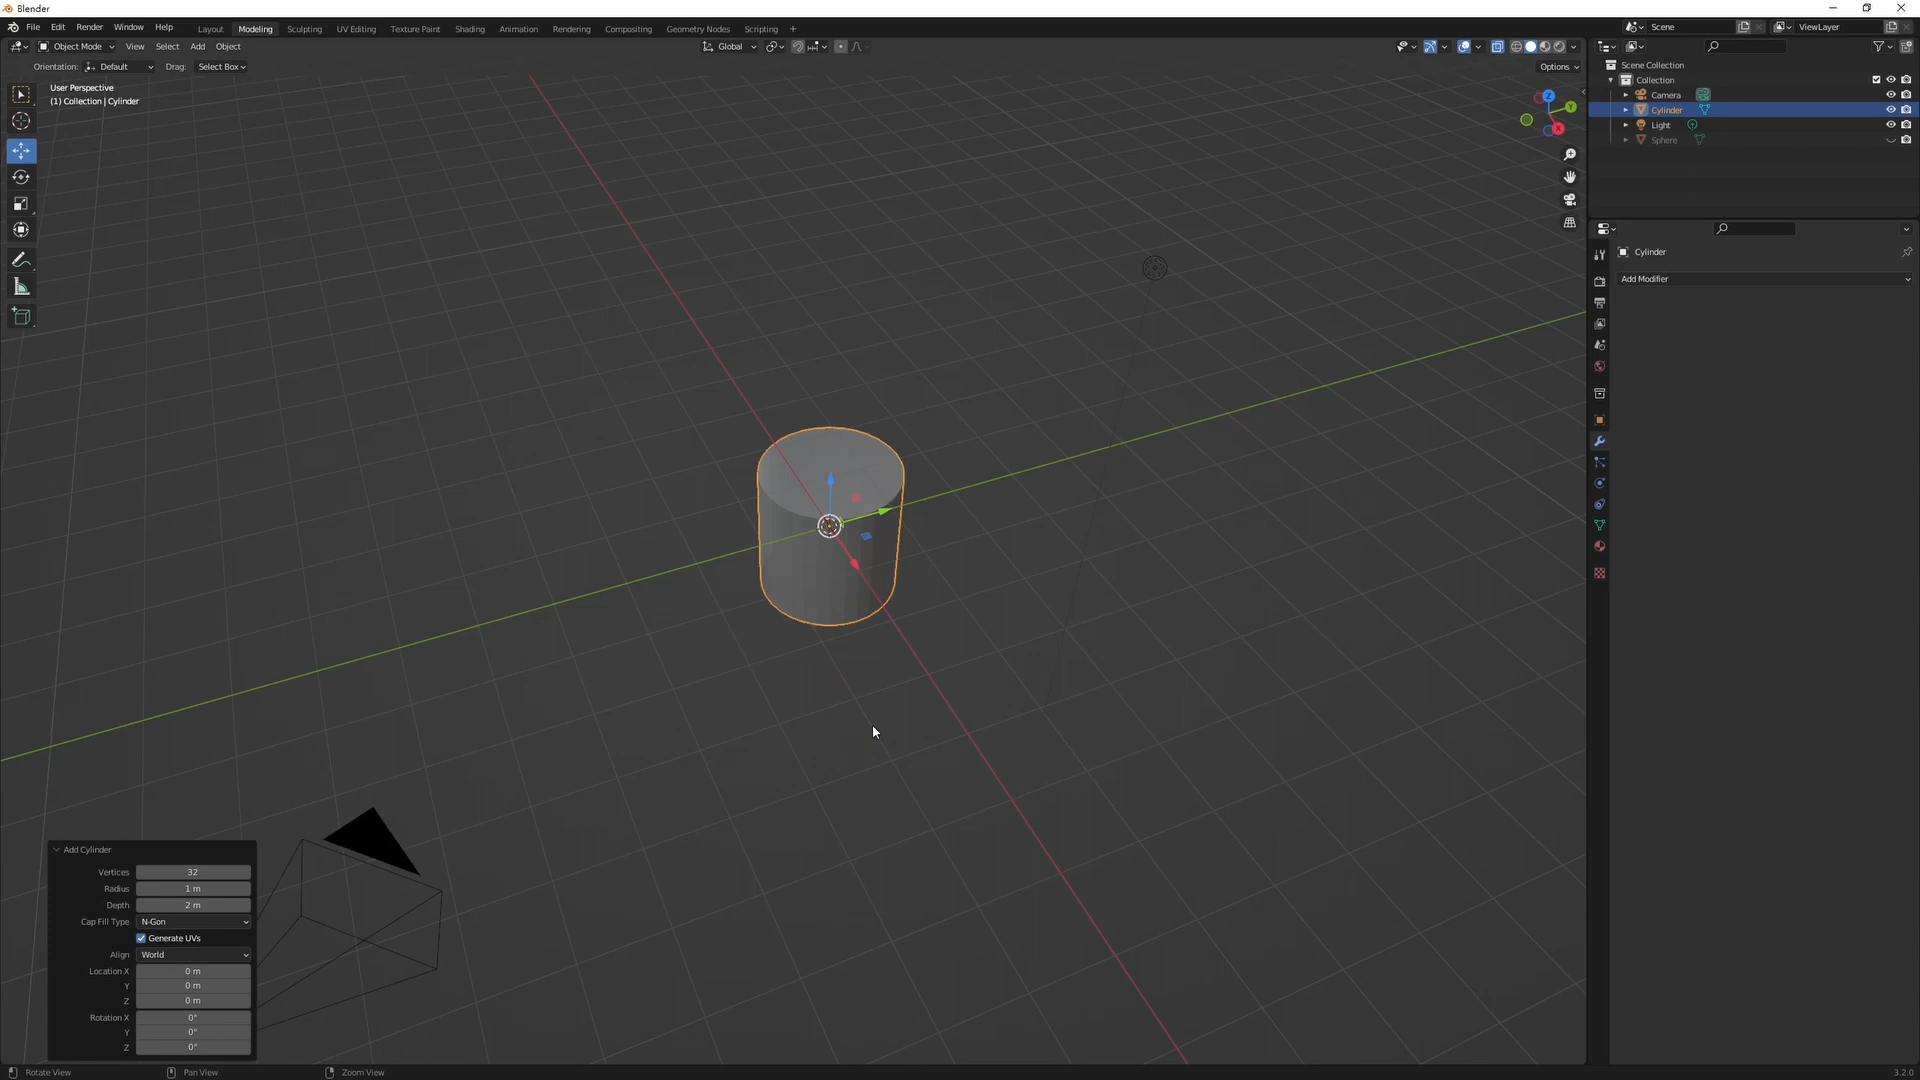 Blender
File Edit Render Window Help
Layout Modeling Sculpting UV Editing Texture Paint Shading Animation Rendering Compositing Geometry Nodes Scripting +
Scene
ViewLayer
Object Mode View Select Add Object
Global
Orientation: Default Drag: Select Box
Options
User Perspective
(1) Collection | Cylinder
Z
Y
X
Scene Collection
Collection
Camera
Cylinder
Light
Sphere
Cylinder
Add Modifier
Add Cylinder
Vertices 32
Radius 1 m
Depth 2 m
Cap Fill Type N-Gon
Generate UVs
Align World
Location X 0 m
Y 0 m
Z 0 m
Rotation X 0°
Y 0°
Z 0°
Rotate View Pan View Zoom View
3.2.0